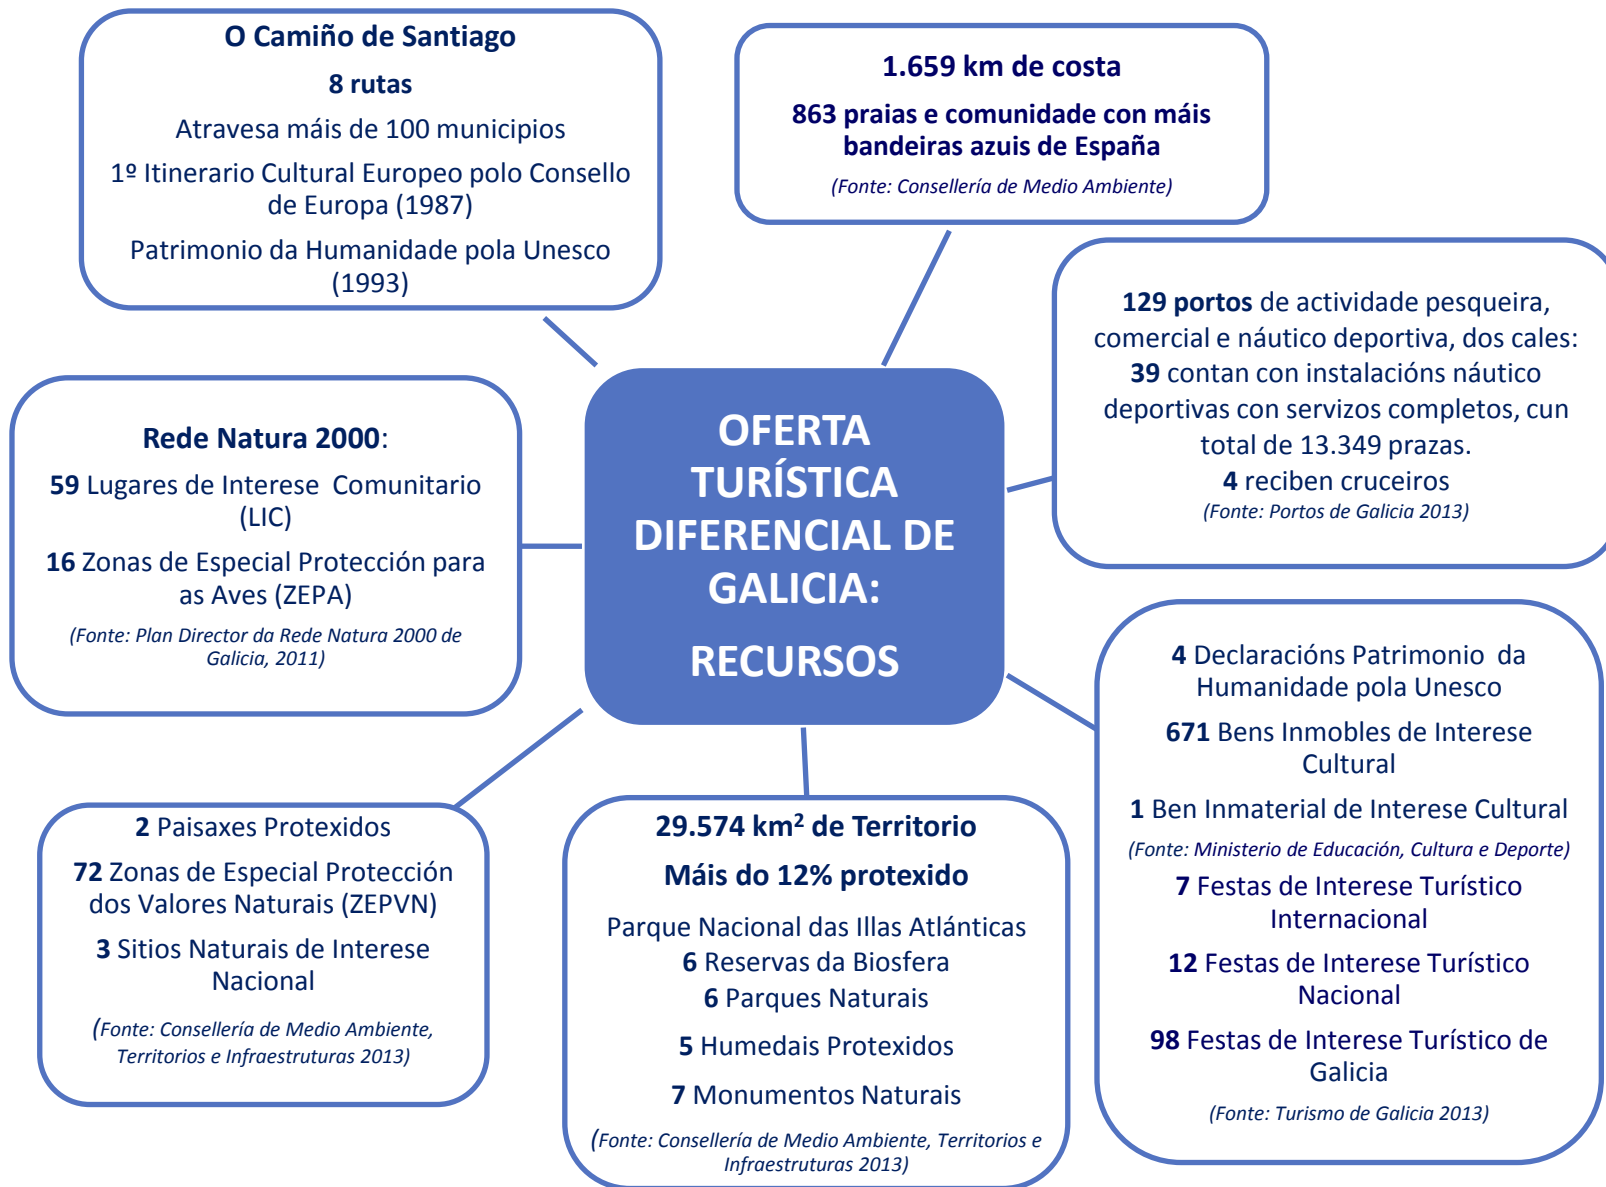 O Camiño de Santiago
8 rutas
Atravesa máis de 100 municipios
1º Itinerario Cultural Europeo polo Consello
de Europa (1987)
Patrimonio da Humanidade pola Unesco
(1993)
1.659 km de costa
863 praias e comunidade con máis
bandeiras azuis de España
(Fonte: Consellería de Medio Ambiente)
129 portos de actividade pesqueira,
comercial e náutico deportiva, dos cales:
39 contan con instalacións náutico
deportivas con servizos completos, cun
total de 13.349 prazas.
4 reciben cruceiros
(Fonte: Portos de Galicia 2013)
Rede Natura 2000:
59 Lugares de Interese Comunitario
(LIC)
16 Zonas de Especial Protección para
as Aves (ZEPA)
(Fonte: Plan Director da Rede Natura 2000 de
Galicia, 2011)
OFERTA
TURÍSTICA
DIFERENCIAL DE
GALICIA:
RECURSOS
4 Declaracións Patrimonio da
Humanidade pola Unesco
671 Bens Inmobles de Interese
Cultural
1 Ben Inmaterial de Interese Cultural
(Fonte: Ministerio de Educación, Cultura e Deporte)
7 Festas de Interese Turístico
Internacional
12 Festas de Interese Turístico
Nacional
98 Festas de Interese Turístico de
Galicia
(Fonte: Turismo de Galicia 2013)
2 Paisaxes Protexidos
72 Zonas de Especial Protección
dos Valores Naturais (ZEPVN)
3 Sitios Naturais de Interese
Nacional
(Fonte: Consellería de Medio Ambiente,
Territorios e Infraestruturas 2013)
29.574 km² de Territorio
Máis do 12% protexido
Parque Nacional das Illas Atlánticas
6 Reservas da Biosfera
6 Parques Naturais
5 Humedais Protexidos
7 Monumentos Naturais
(Fonte: Consellería de Medio Ambiente, Territorios e
Infraestruturas 2013)